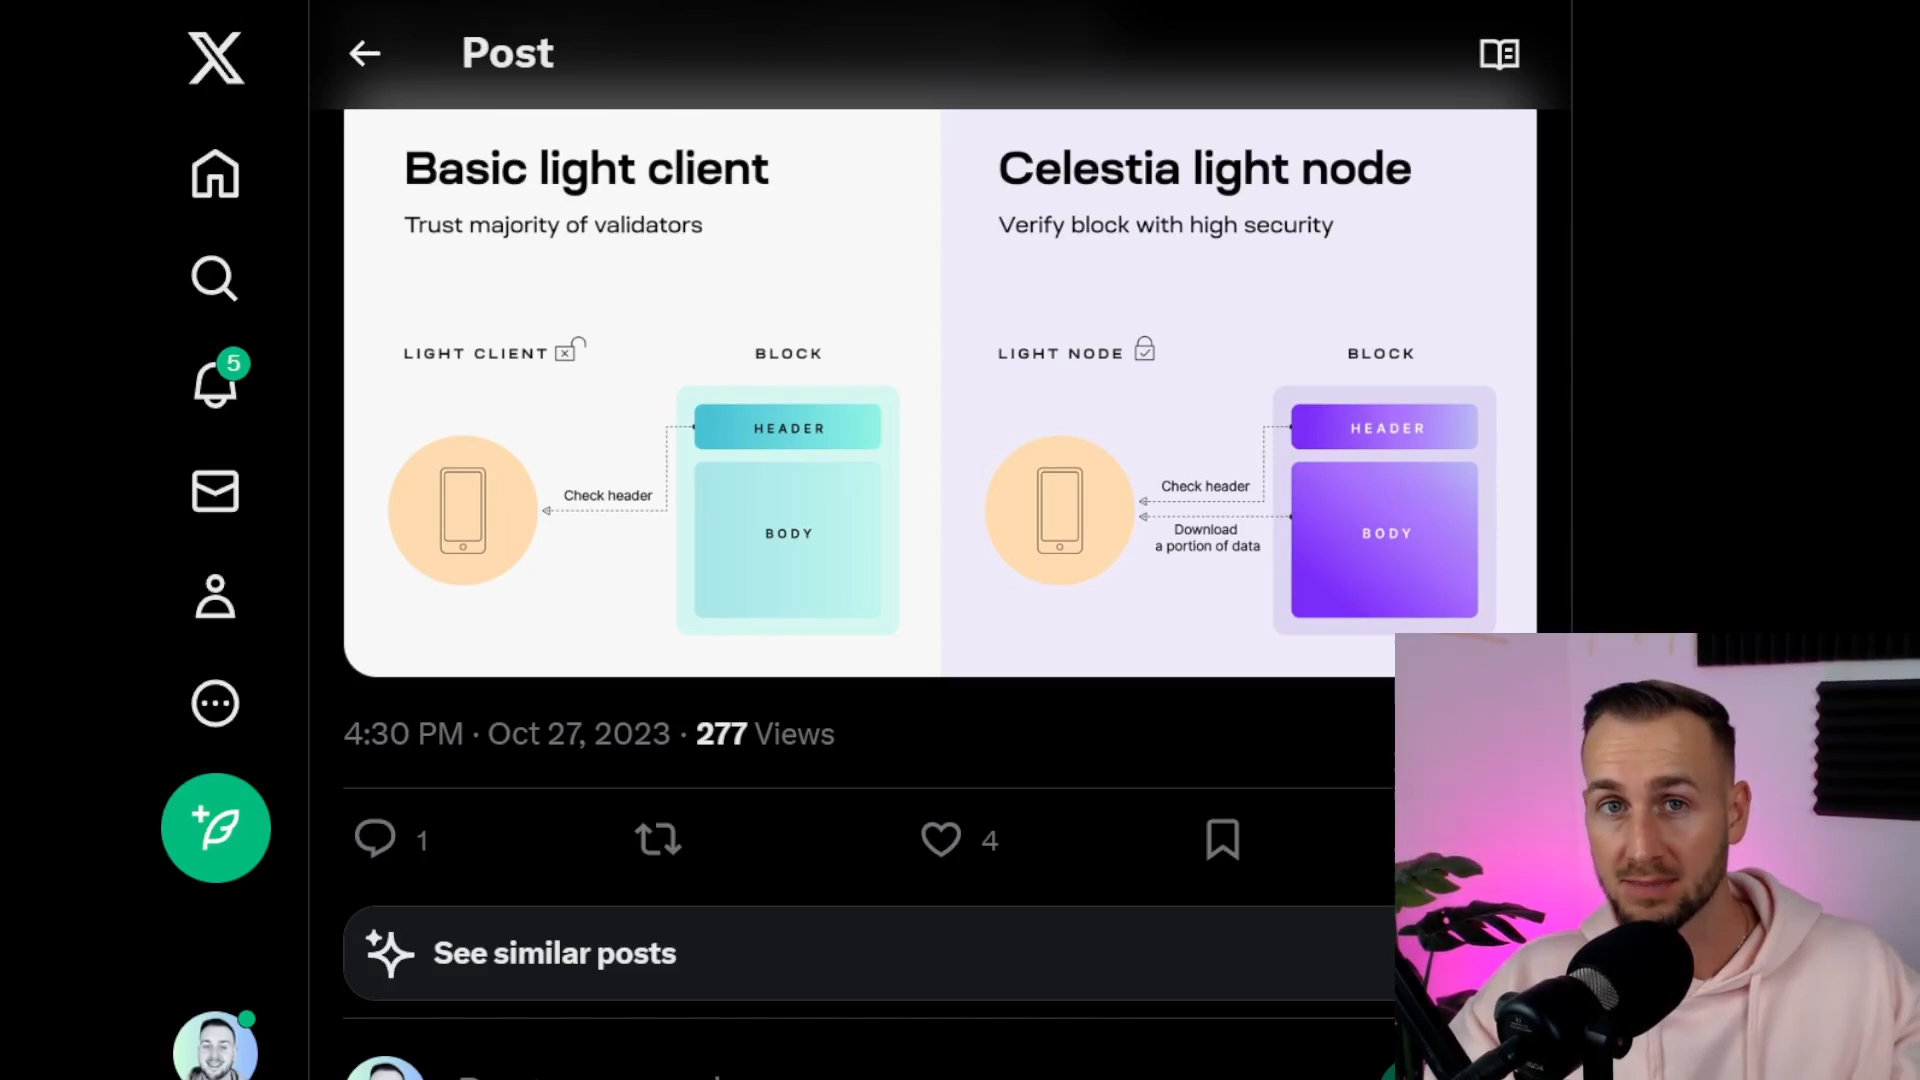 Post
5
Basic light client
Trust majority of validators
LIGHT CLIENT
BLOCK
HEADER
Check header
BODY
Celestia light node
Verify block with high security
LIGHT NODE
BLOCK
HEADER
Check header
Download
a portion of data
BODY
4:30 PM · Oct 27, 2023 · 277 Views
1
4
See similar posts